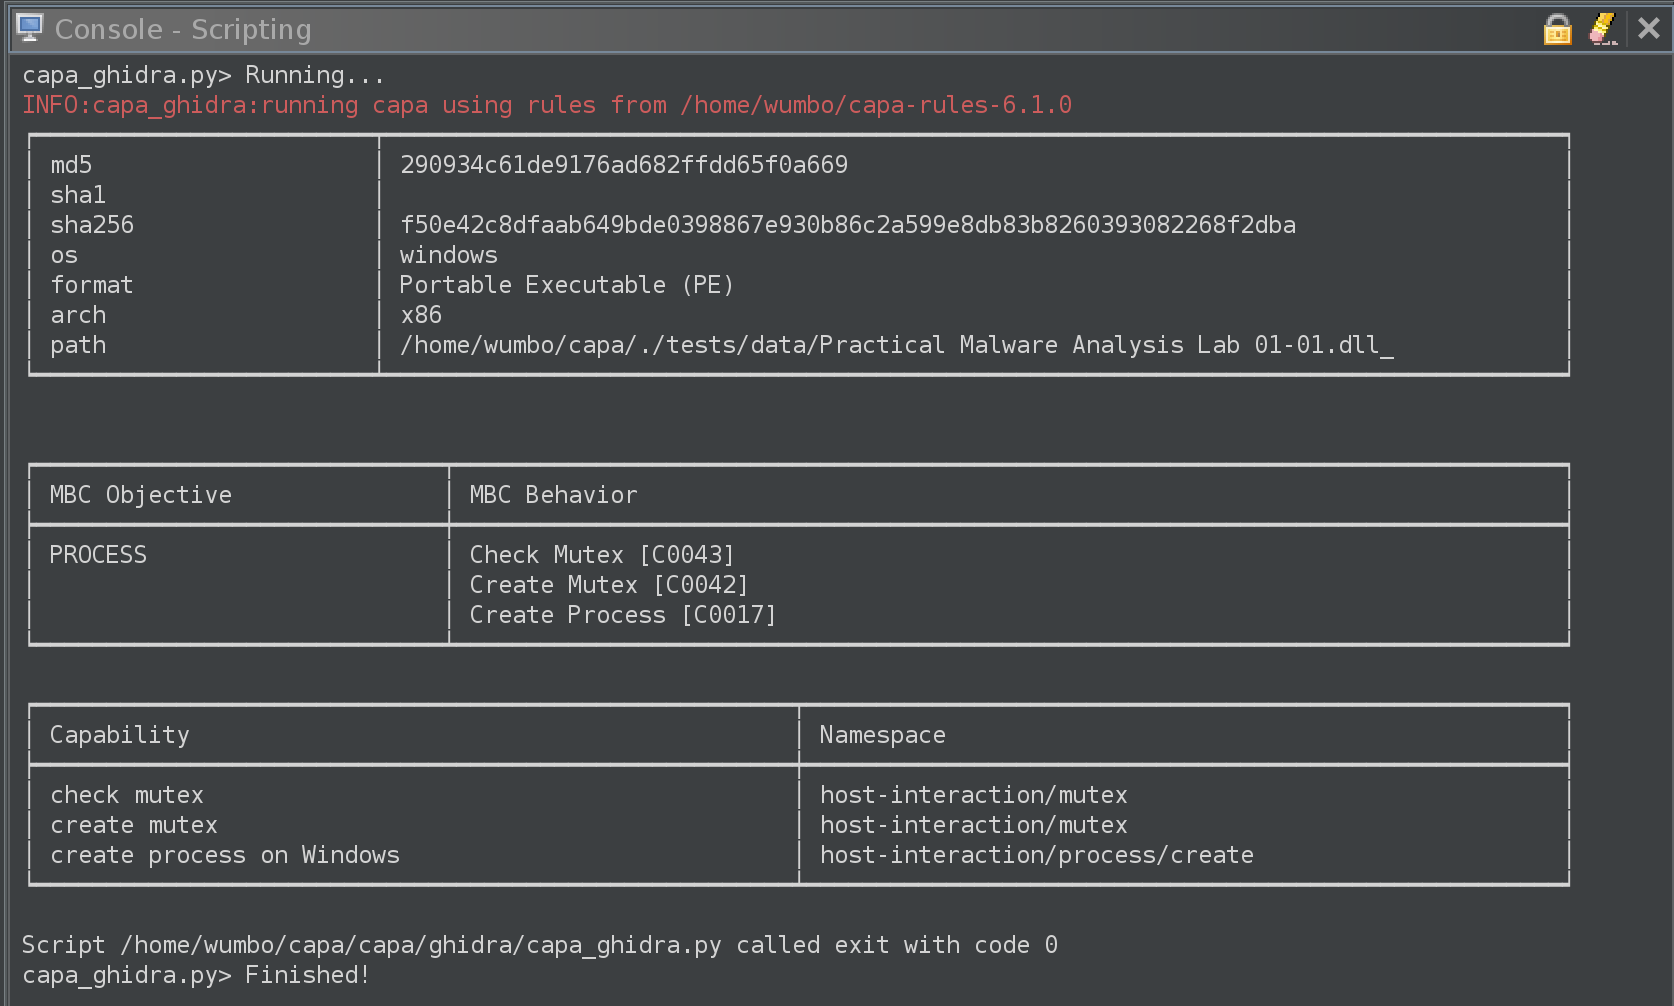 Console - Scripting
capa_ghidra.py> Running...
INFO:capa_ghidra:running capa using rules from /home/wumbo/capa-rules-6.1.0
md5 290934c61de9176ad682ffdd65f0a669
sha1
sha256 f50e42c8dfaab649bde0398867e930b86c2a599e8db83b8260393082268f2dba
os windows
format Portable Executable (PE)
arch x86
path /home/wumbo/capa/./tests/data/Practical Malware Analysis Lab 01-01.dll_
MBC Objective MBC Behavior
PROCESS Check Mutex [C0043]
Create Mutex [C0042]
Create Process [C0017]
Capability Namespace
check mutex host-interaction/mutex
create mutex host-interaction/mutex
create process on Windows host-interaction/process/create
Script /home/wumbo/capa/capa/ghidra/capa_ghidra.py called exit with code 0
capa_ghidra.py> Finished!